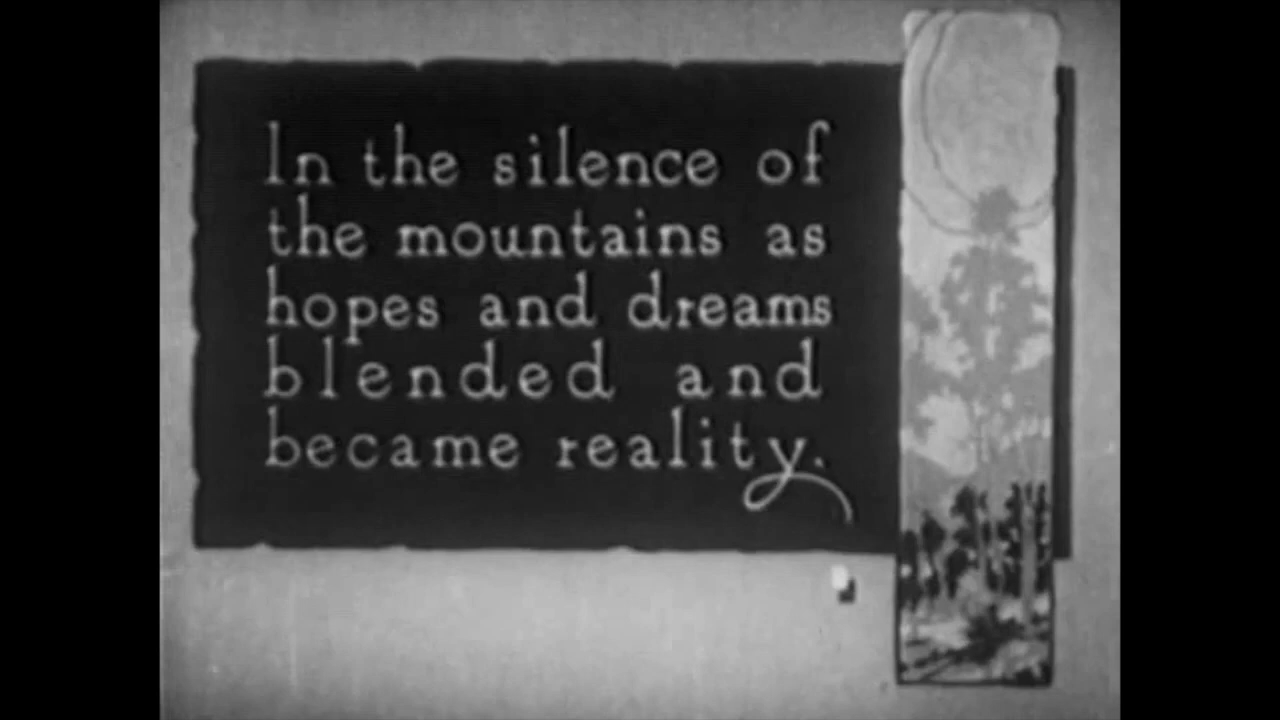 In the silence of
the mountains as
hopes and dreams
blended and
became reality.